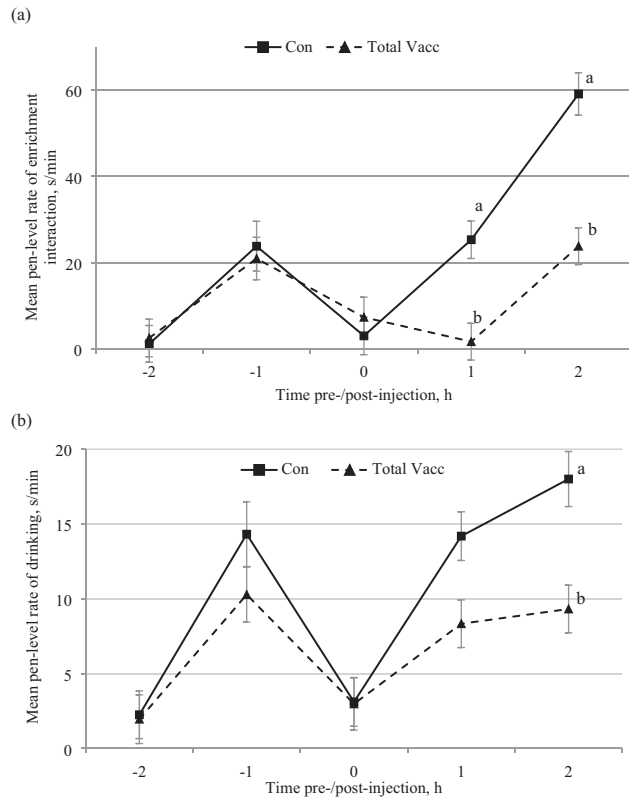 (a)
Con
Total Vacc
Mean pen-level rate of enrichment
interaction, s/min
60
40
20
0
a
a
b
b
-2
-1
0
1
2
Time pre-/post-injection, h
(b)
Con
Total Vacc
Mean pen-level rate of drinking, s/min
20
15
10
5
0
a
b
-2
-1
0
1
2
Time pre-/post-injection, h